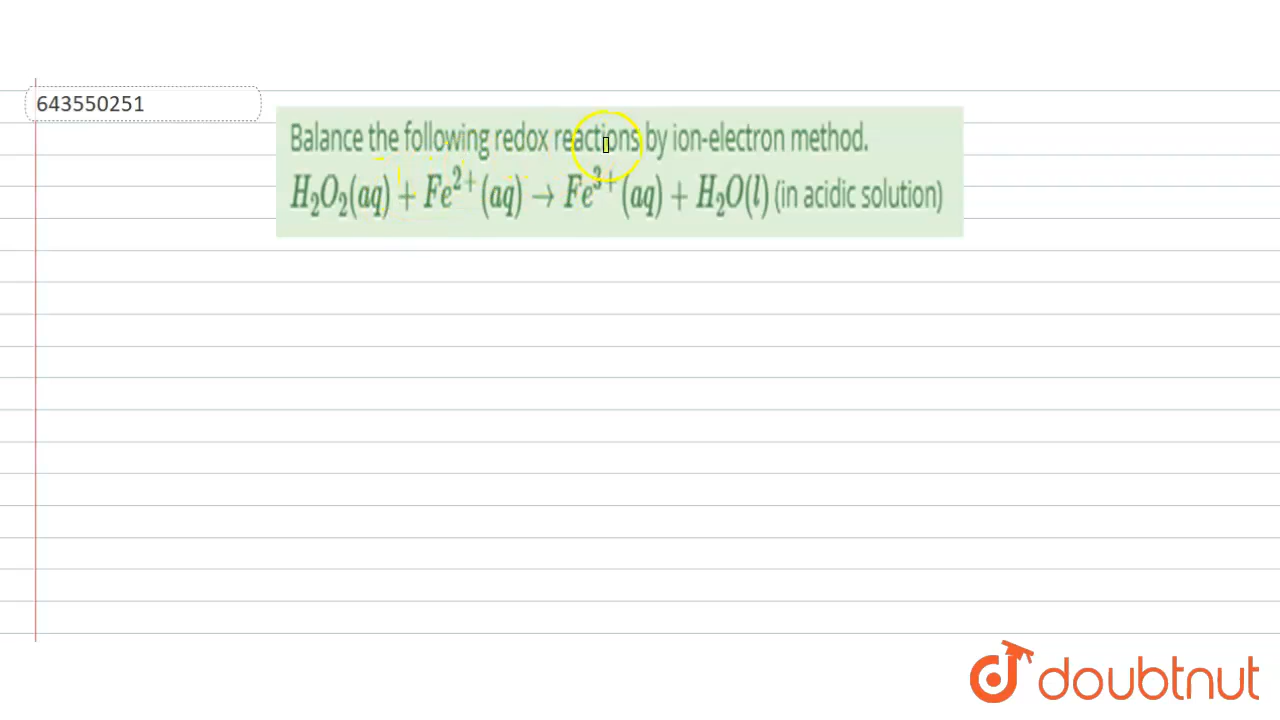 643550251
Balance the following redox reactions by ion-electron method.
H₂O₂(aq) + Fe²⁺(aq) → Fe³⁺(aq) + H₂O(l) (in acidic solution)
doubtnut